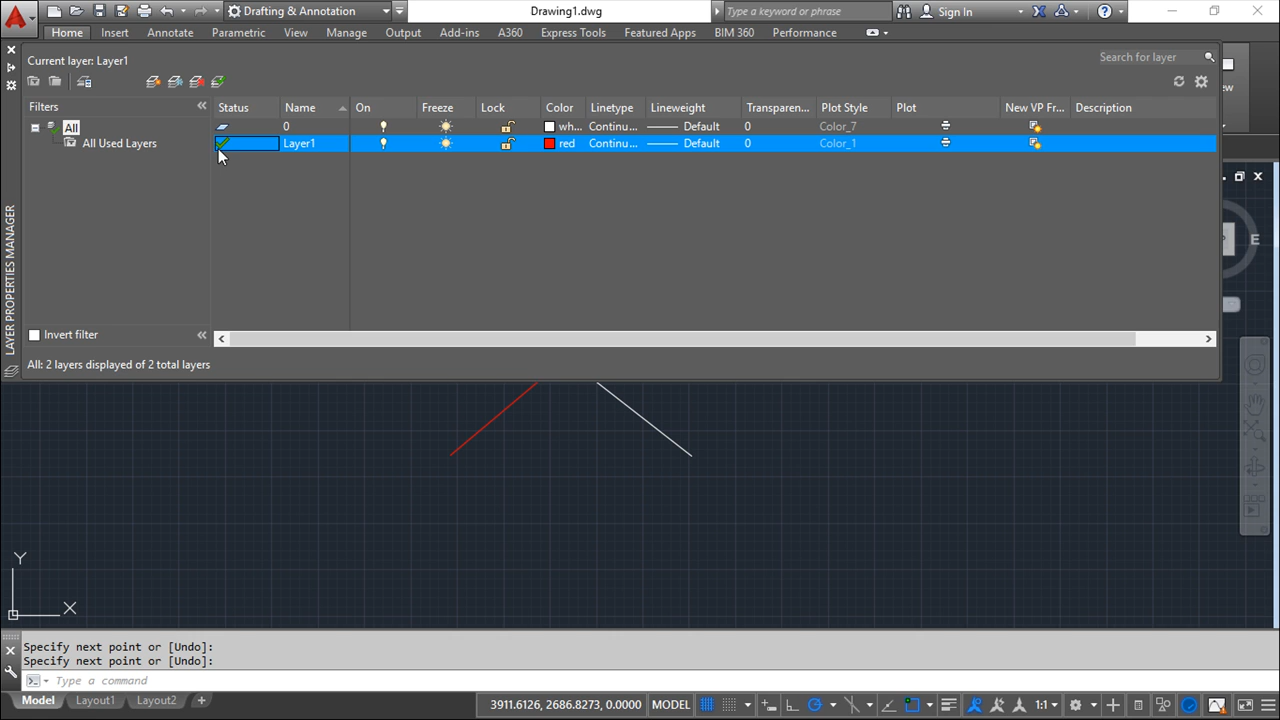 Drafting & Annotation
Drawing1.dwg
Type a keyword or phrase
Sign In
Home Insert Annotate Parametric View Manage Output Add-ins A360 Express Tools Featured Apps BIM 360 Performance
Current layer: Layer1
Search for layer
Filters
Status Name On Freeze Lock Color Linetype Lineweight Transparen... Plot Style Plot New VP Fr... Description
All
0 wh... Continu... Default 0 Color_7
All Used Layers
Layer1 red Continu... Default 0 Color_1
LAYER PROPERTIES MANAGER
Invert filter
All: 2 layers displayed of 2 total layers
E
Y
X
Specify next point or [Undo]:
Specify next point or [Undo]:
Type a command
Model Layout1 Layout2 +
3911.6126, 2686.8273, 0.0000 MODEL 1:1